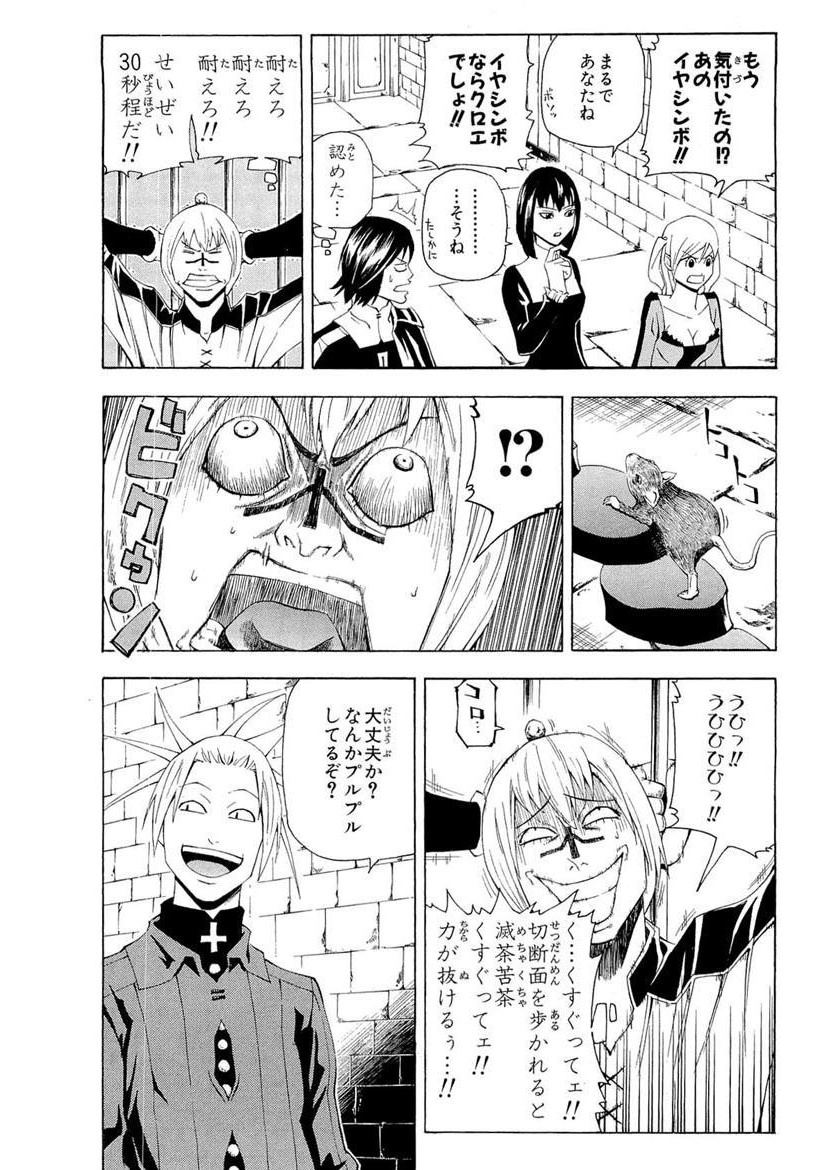 もう
気付いたの!?
あの
イヤシンボ!!
まるで
あなたね
ボソッ
イヤシンボ
ならクロエ
でしょ!!
…………
……そうね
たしかに
認めた…
耐えろ
耐えろ
耐えろ!!
せいぜい
30秒程だ!!
トコトコ
!?
ビクゥン!
うひっ!!
うひひひひっ!!
コロ…
く…くすぐってェ!!
切断面を歩かれると
滅茶苦茶
くすぐってェ!!
力が抜けるぅ…!!
大丈夫か?
なんかプルプル
してるぞ?